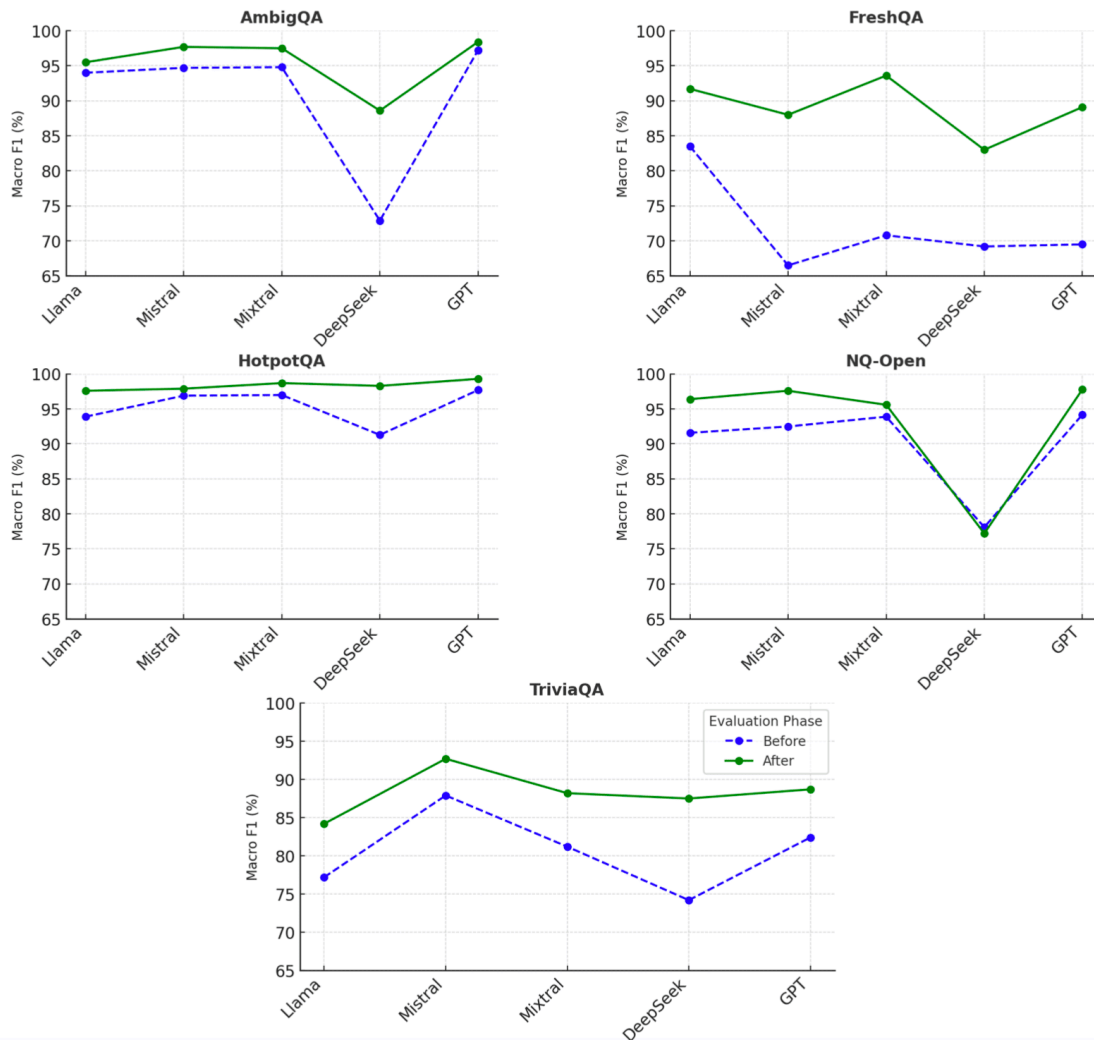 AmbigQA
Macro F1 (%)
100
95
90
85
80
75
70
65
Llama
Mistral
Mixtral
DeepSeek
GPT
FreshQA
Macro F1 (%)
100
95
90
85
80
75
70
65
Llama
Mistral
Mixtral
DeepSeek
GPT
HotpotQA
Macro F1 (%)
100
95
90
85
80
75
70
65
Llama
Mistral
Mixtral
DeepSeek
GPT
NQ-Open
Macro F1 (%)
100
95
90
85
80
75
70
65
Llama
Mistral
Mixtral
DeepSeek
GPT
TriviaQA
Macro F1 (%)
100
95
90
85
80
75
70
65
Evaluation Phase
Before
After
Llama
Mistral
Mixtral
DeepSeek
GPT